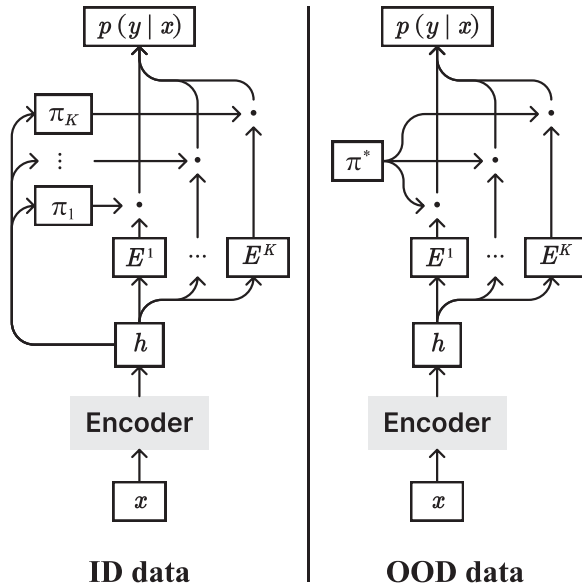 p (y | x)
π_K
⋮
π_1
E^1
...
E^K
h
Encoder
x
ID data
p (y | x)
π*
E^1
...
E^K
h
Encoder
x
OOD data